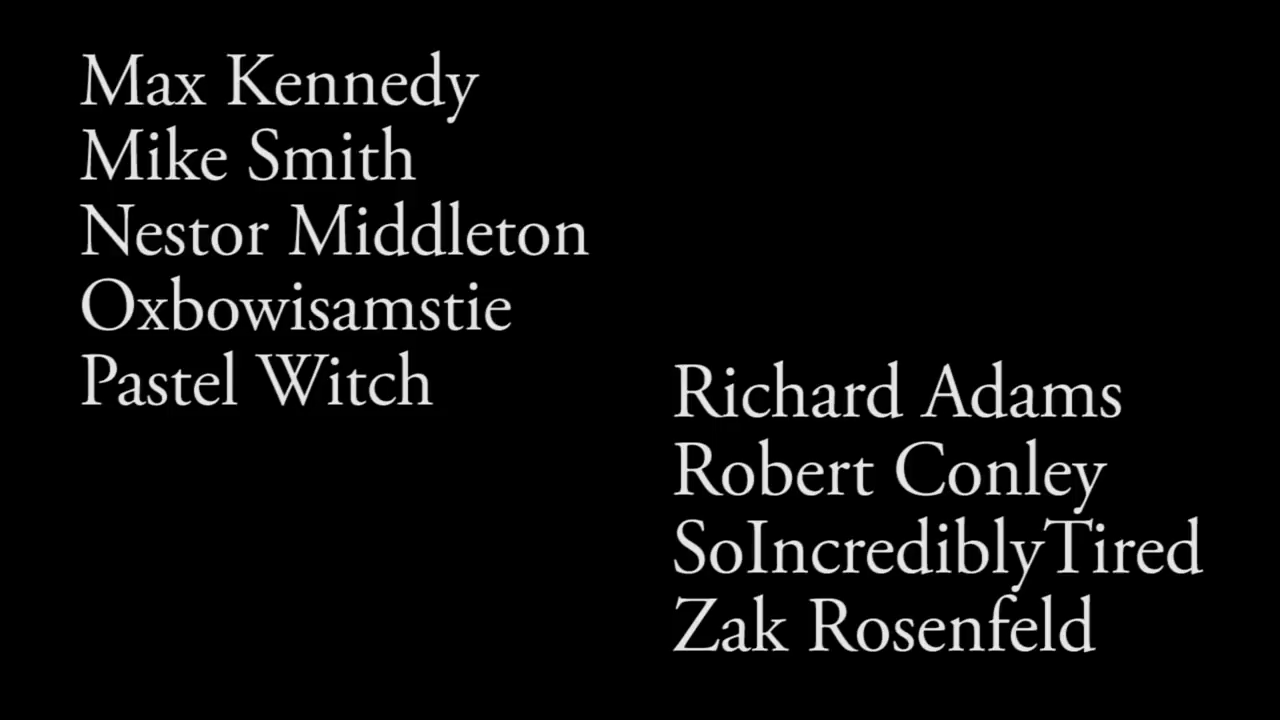 Max Kennedy
Mike Smith
Nestor Middleton
Oxbowisamstie
Pastel Witch
Richard Adams
Robert Conley
SoIncrediblyTired
Zak Rosenfeld